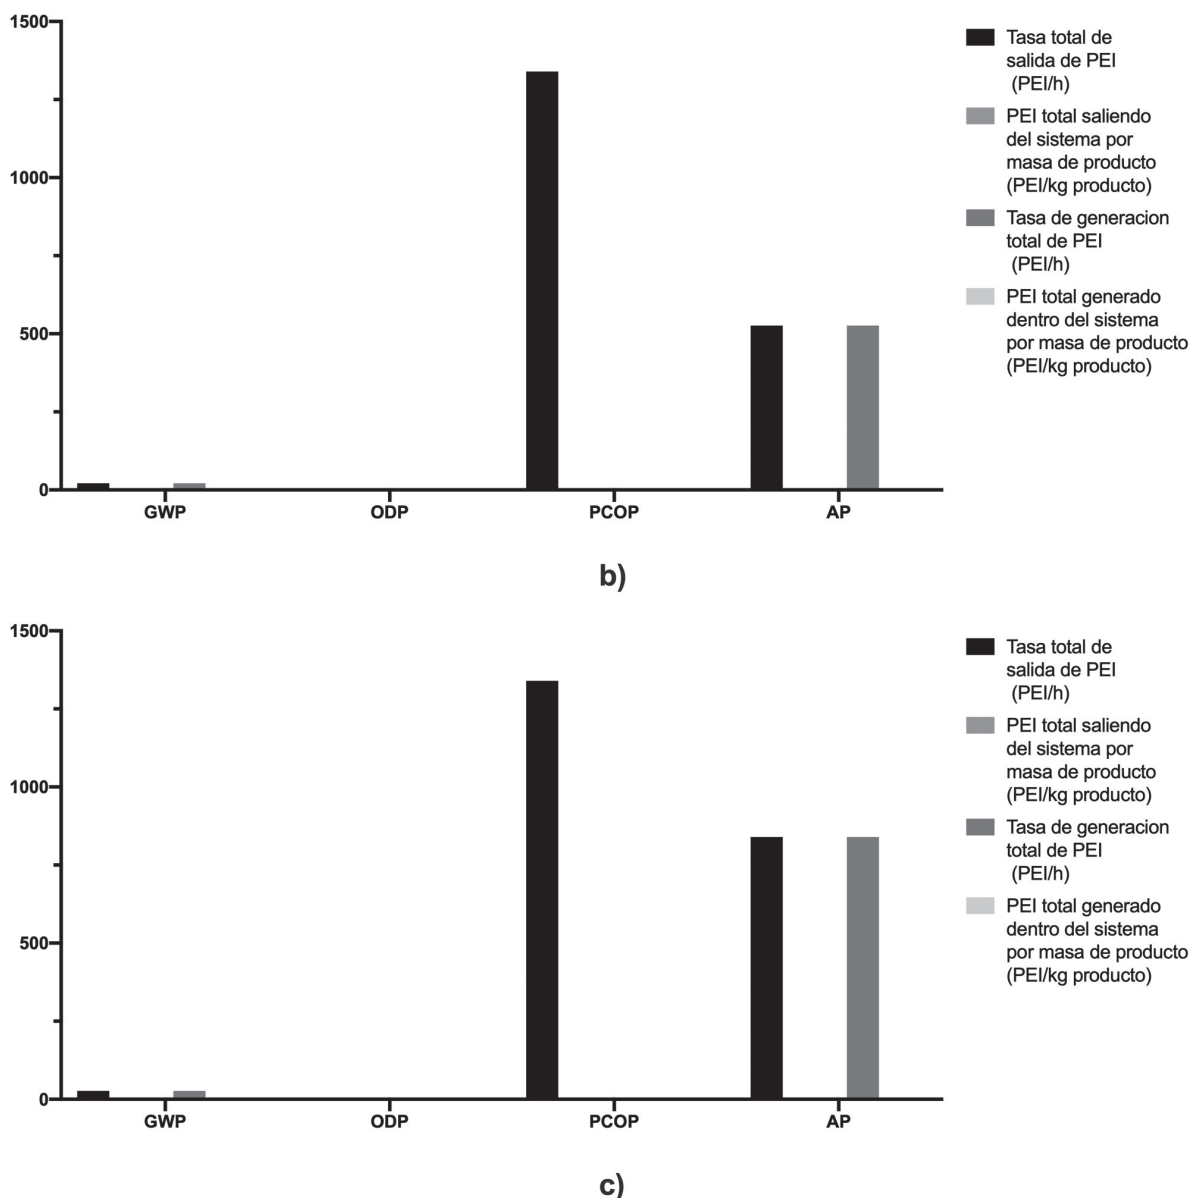 1500
1000
500
0
GWP
ODP
PCOP
AP
Tasa total de
salida de PEI
(PEI/h)
PEI total saliendo
del sistema por
masa de producto
(PEI/kg producto)
Tasa de generacion
total de PEI
(PEI/h)
PEI total generado
dentro del sistema
por masa de producto
(PEI/kg producto)
b)
1500
1000
500
0
GWP
ODP
PCOP
AP
Tasa total de
salida de PEI
(PEI/h)
PEI total saliendo
del sistema por
masa de producto
(PEI/kg producto)
Tasa de generacion
total de PEI
(PEI/h)
PEI total generado
dentro del sistema
por masa de producto
(PEI/kg producto)
c)